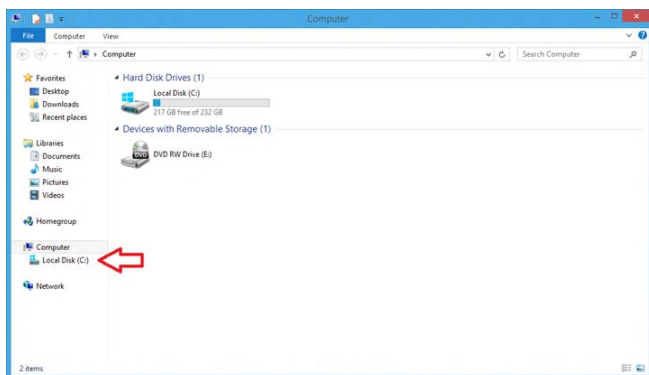 Computer
File Computer View
Computer
Search Computer
Favorites
Desktop
Downloads
Recent places
Libraries
Documents
Music
Pictures
Videos
Homegroup
Computer
Local Disk (C:)
Network
Hard Disk Drives (1)
Local Disk (C:)
217 GB free of 232 GB
Devices with Removable Storage (1)
DVD
DVD RW Drive (E:)
2 items